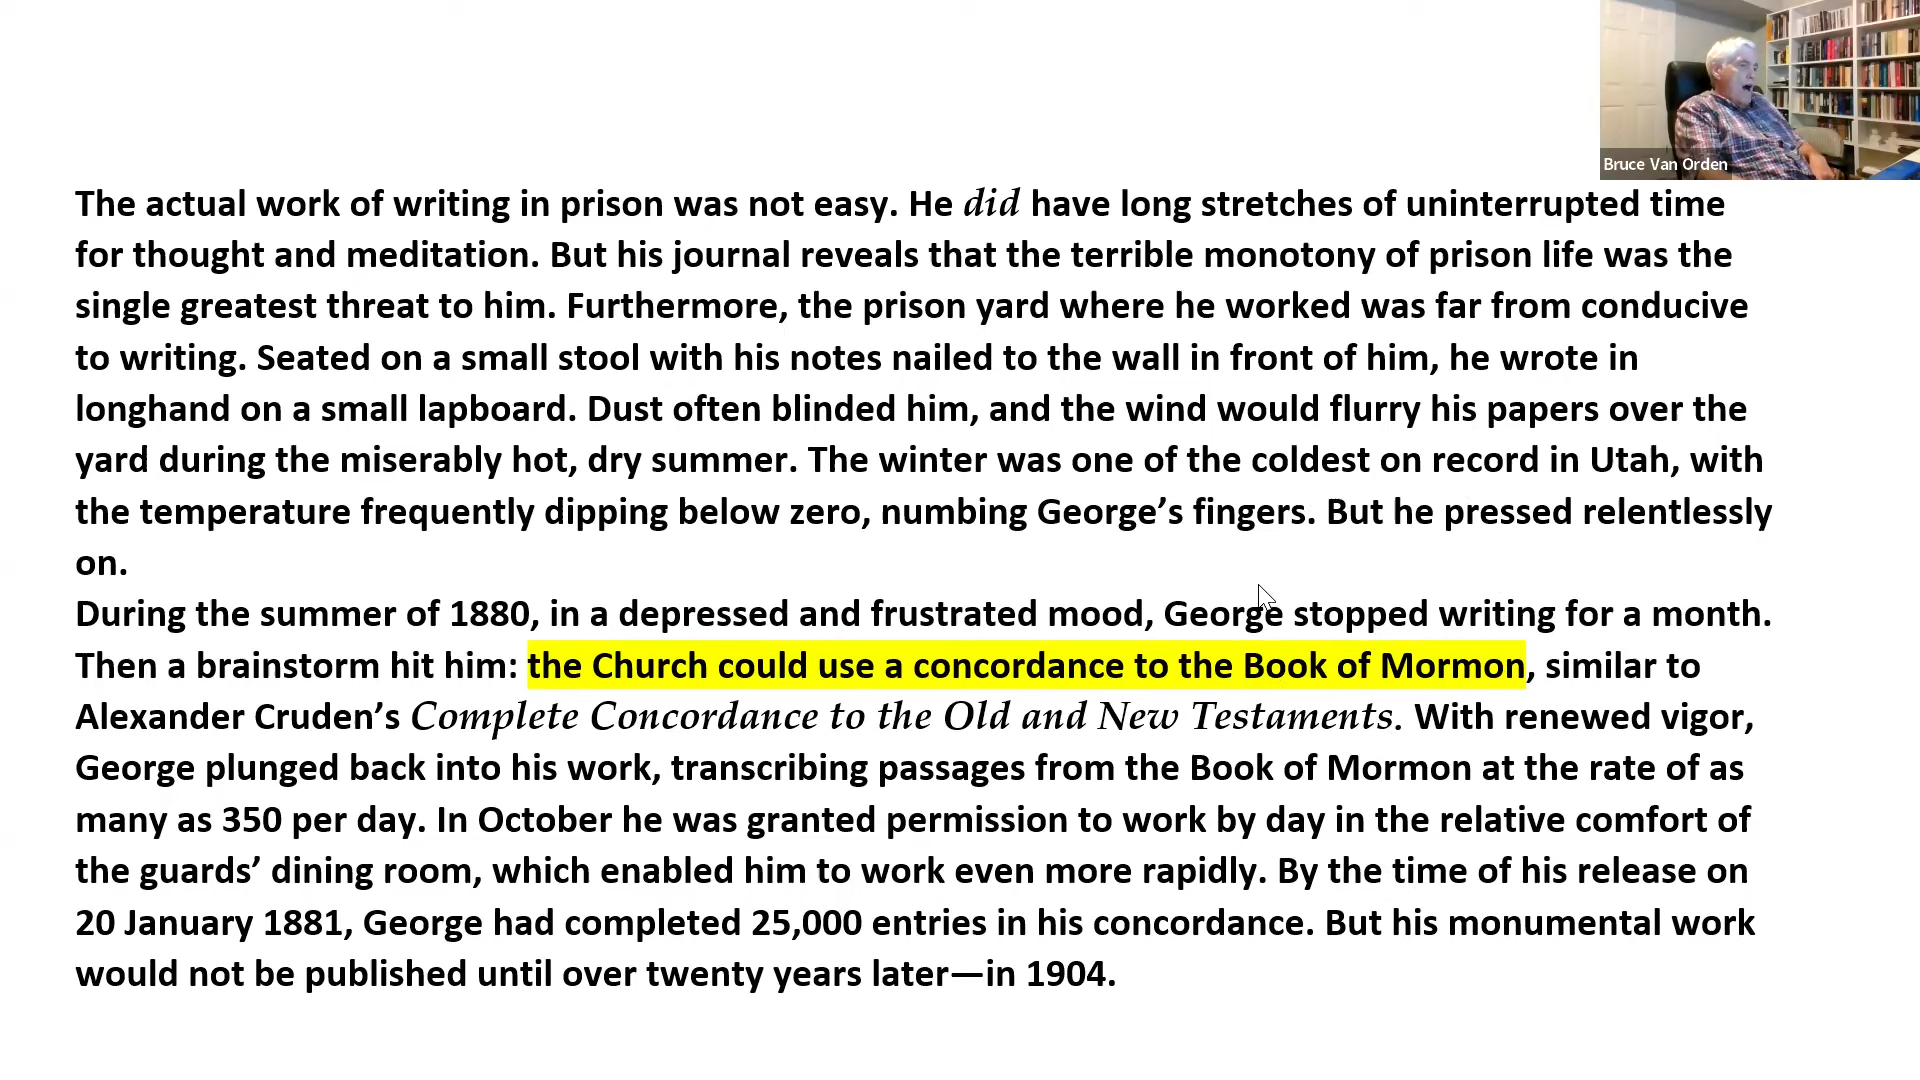 Bruce Van Orden
The actual work of writing in prison was not easy. He did have long stretches of uninterrupted time
for thought and meditation. But his journal reveals that the terrible monotony of prison life was the
single greatest threat to him. Furthermore, the prison yard where he worked was far from conducive
to writing. Seated on a small stool with his notes nailed to the wall in front of him, he wrote in
longhand on a small lapboard. Dust often blinded him, and the wind would flurry his papers over the
yard during the miserably hot, dry summer. The winter was one of the coldest on record in Utah, with
the temperature frequently dipping below zero, numbing George’s fingers. But he pressed relentlessly
on.
During the summer of 1880, in a depressed and frustrated mood, George stopped writing for a month.
Then a brainstorm hit him: the Church could use a concordance to the Book of Mormon, similar to
Alexander Cruden’s Complete Concordance to the Old and New Testaments. With renewed vigor,
George plunged back into his work, transcribing passages from the Book of Mormon at the rate of as
many as 350 per day. In October he was granted permission to work by day in the relative comfort of
the guards’ dining room, which enabled him to work even more rapidly. By the time of his release on
20 January 1881, George had completed 25,000 entries in his concordance. But his monumental work
would not be published until over twenty years later—in 1904.